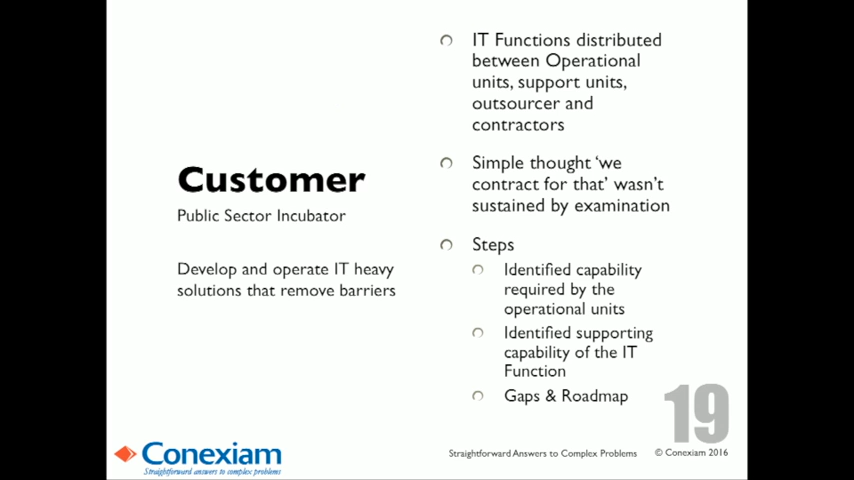 Customer
Public Sector Incubator
Develop and operate IT heavy
solutions that remove barriers
IT Functions distributed
between Operational
units, support units,
outsourcer and
contractors
Simple thought ‘we
contract for that’ wasn’t
sustained by examination
Steps
Identified capability
required by the
operational units
Identified supporting
capability of the IT
Function
Gaps & Roadmap
19
Conexiam
Straightforward answers to complex problems
Straightforward Answers to Complex Problems
© Conexiam 2016